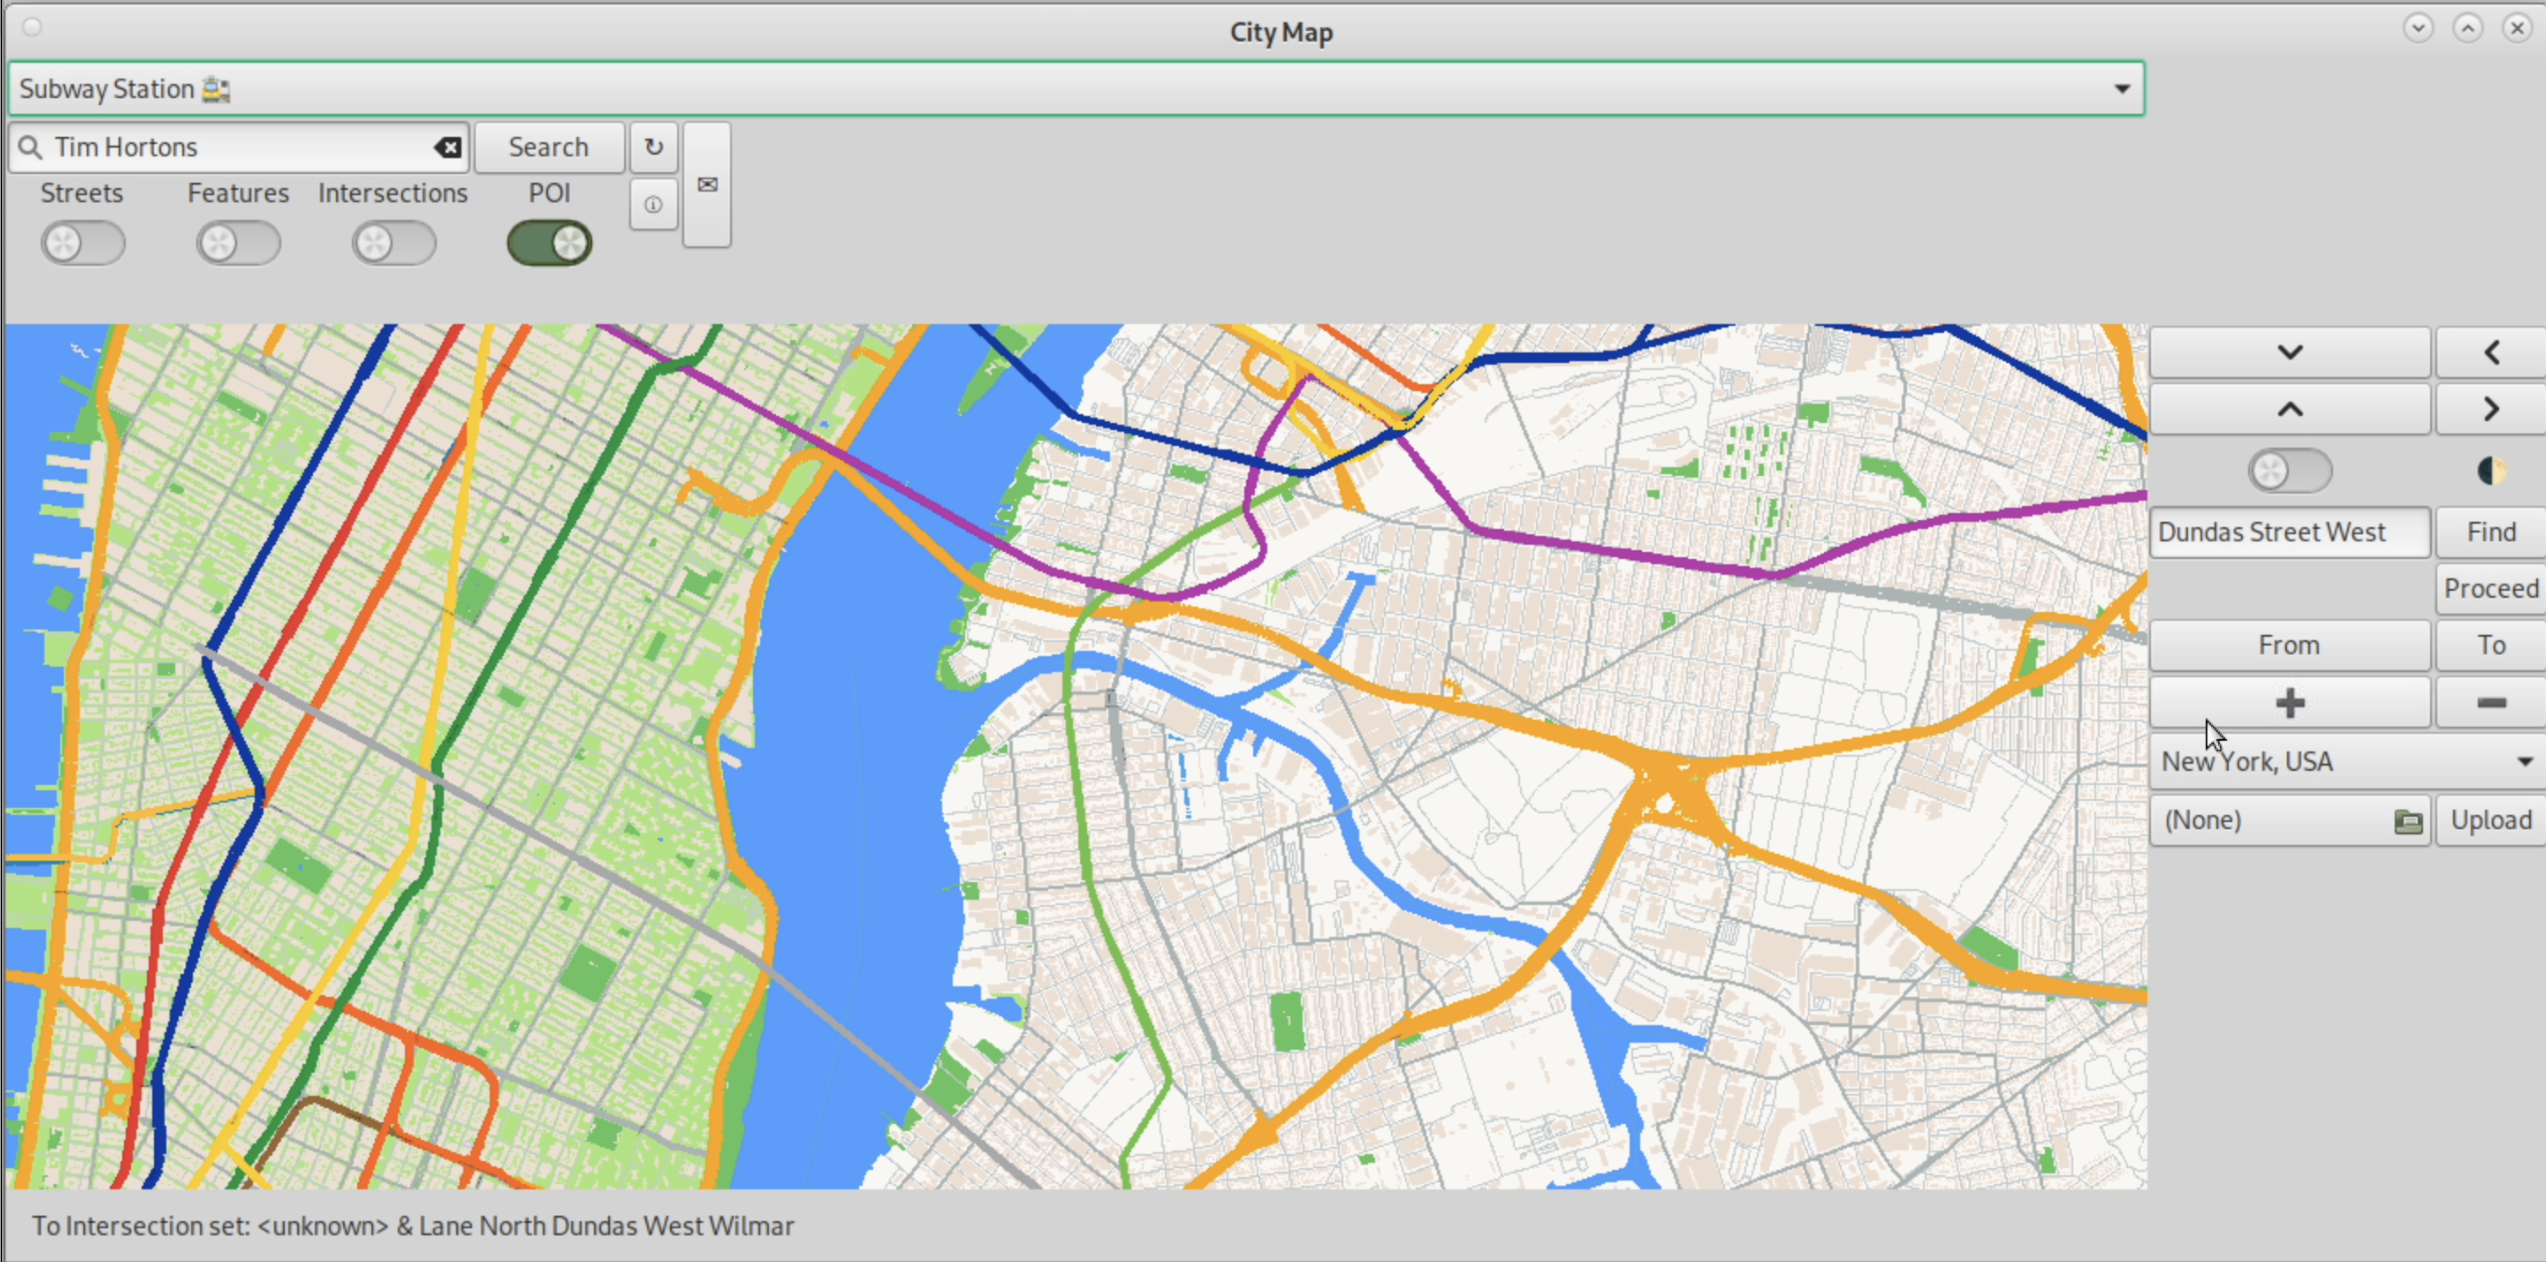 City Map
Subway Station
Tim Hortons
Search
Streets
Features
Intersections
POI
Dundas Street West
Find
Proceed
From
To
New York, USA
(None)
Upload
To Intersection set: <unknown> & Lane North Dundas West Wilmar